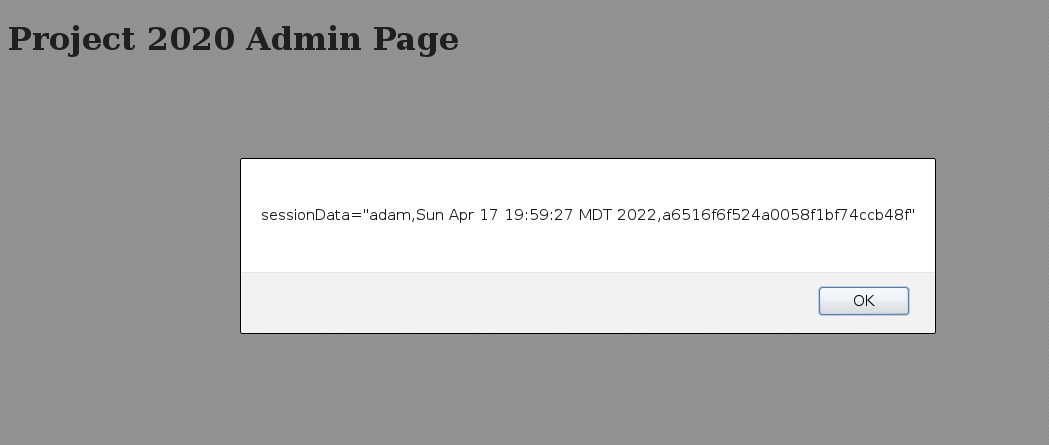 Project 2020 Admin Page
sessionData="adam,Sun Apr 17 19:59:27 MDT 2022,a6516f6f524a0058f1bf74ccb48f"
OK